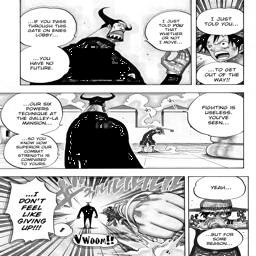 I JUST
TOLD
YOU...
...TO GET
OUT OF
THE WAY!!
I JUST
TOLD YOU
THAT
WHETHER
OR NOT
I MOVE...
...IF YOU
PASS
THROUGH THIS
GATE ON ENIES
LOBBY...
...YOU
HAVE NO
FUTURE.
FIGHTING IS
USELESS.
YOU'VE
SEEN...
...OUR SIX
POWERS
TECHNIQUE AT
THE GALLEY-LA
MANSION...
...SO YOU
KNOW HOW
SUPERIOR OUR
COMBAT
STRENGTH IS
COMPARED TO
YOURS.
YEAH...
...BUT FOR
SOME
REASON...
...I
DON'T
FEEL
LIKE
GIVING
UP!!!
VWOOM!!